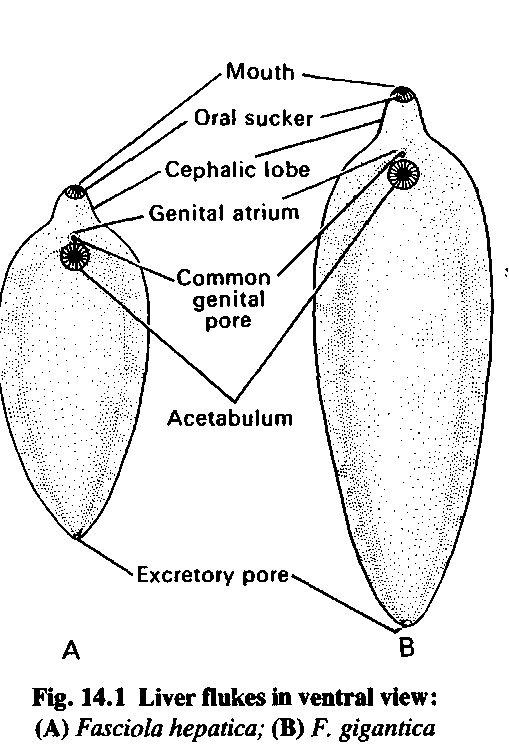 Mouth
Oral sucker
Cephalic lobe
Genital atrium
Common
genital
pore
Acetabulum
Excretory pore
A
B
Fig. 14.1 Liver flukes in ventral view:
(A) Fasciola hepatica; (B) F. gigantica